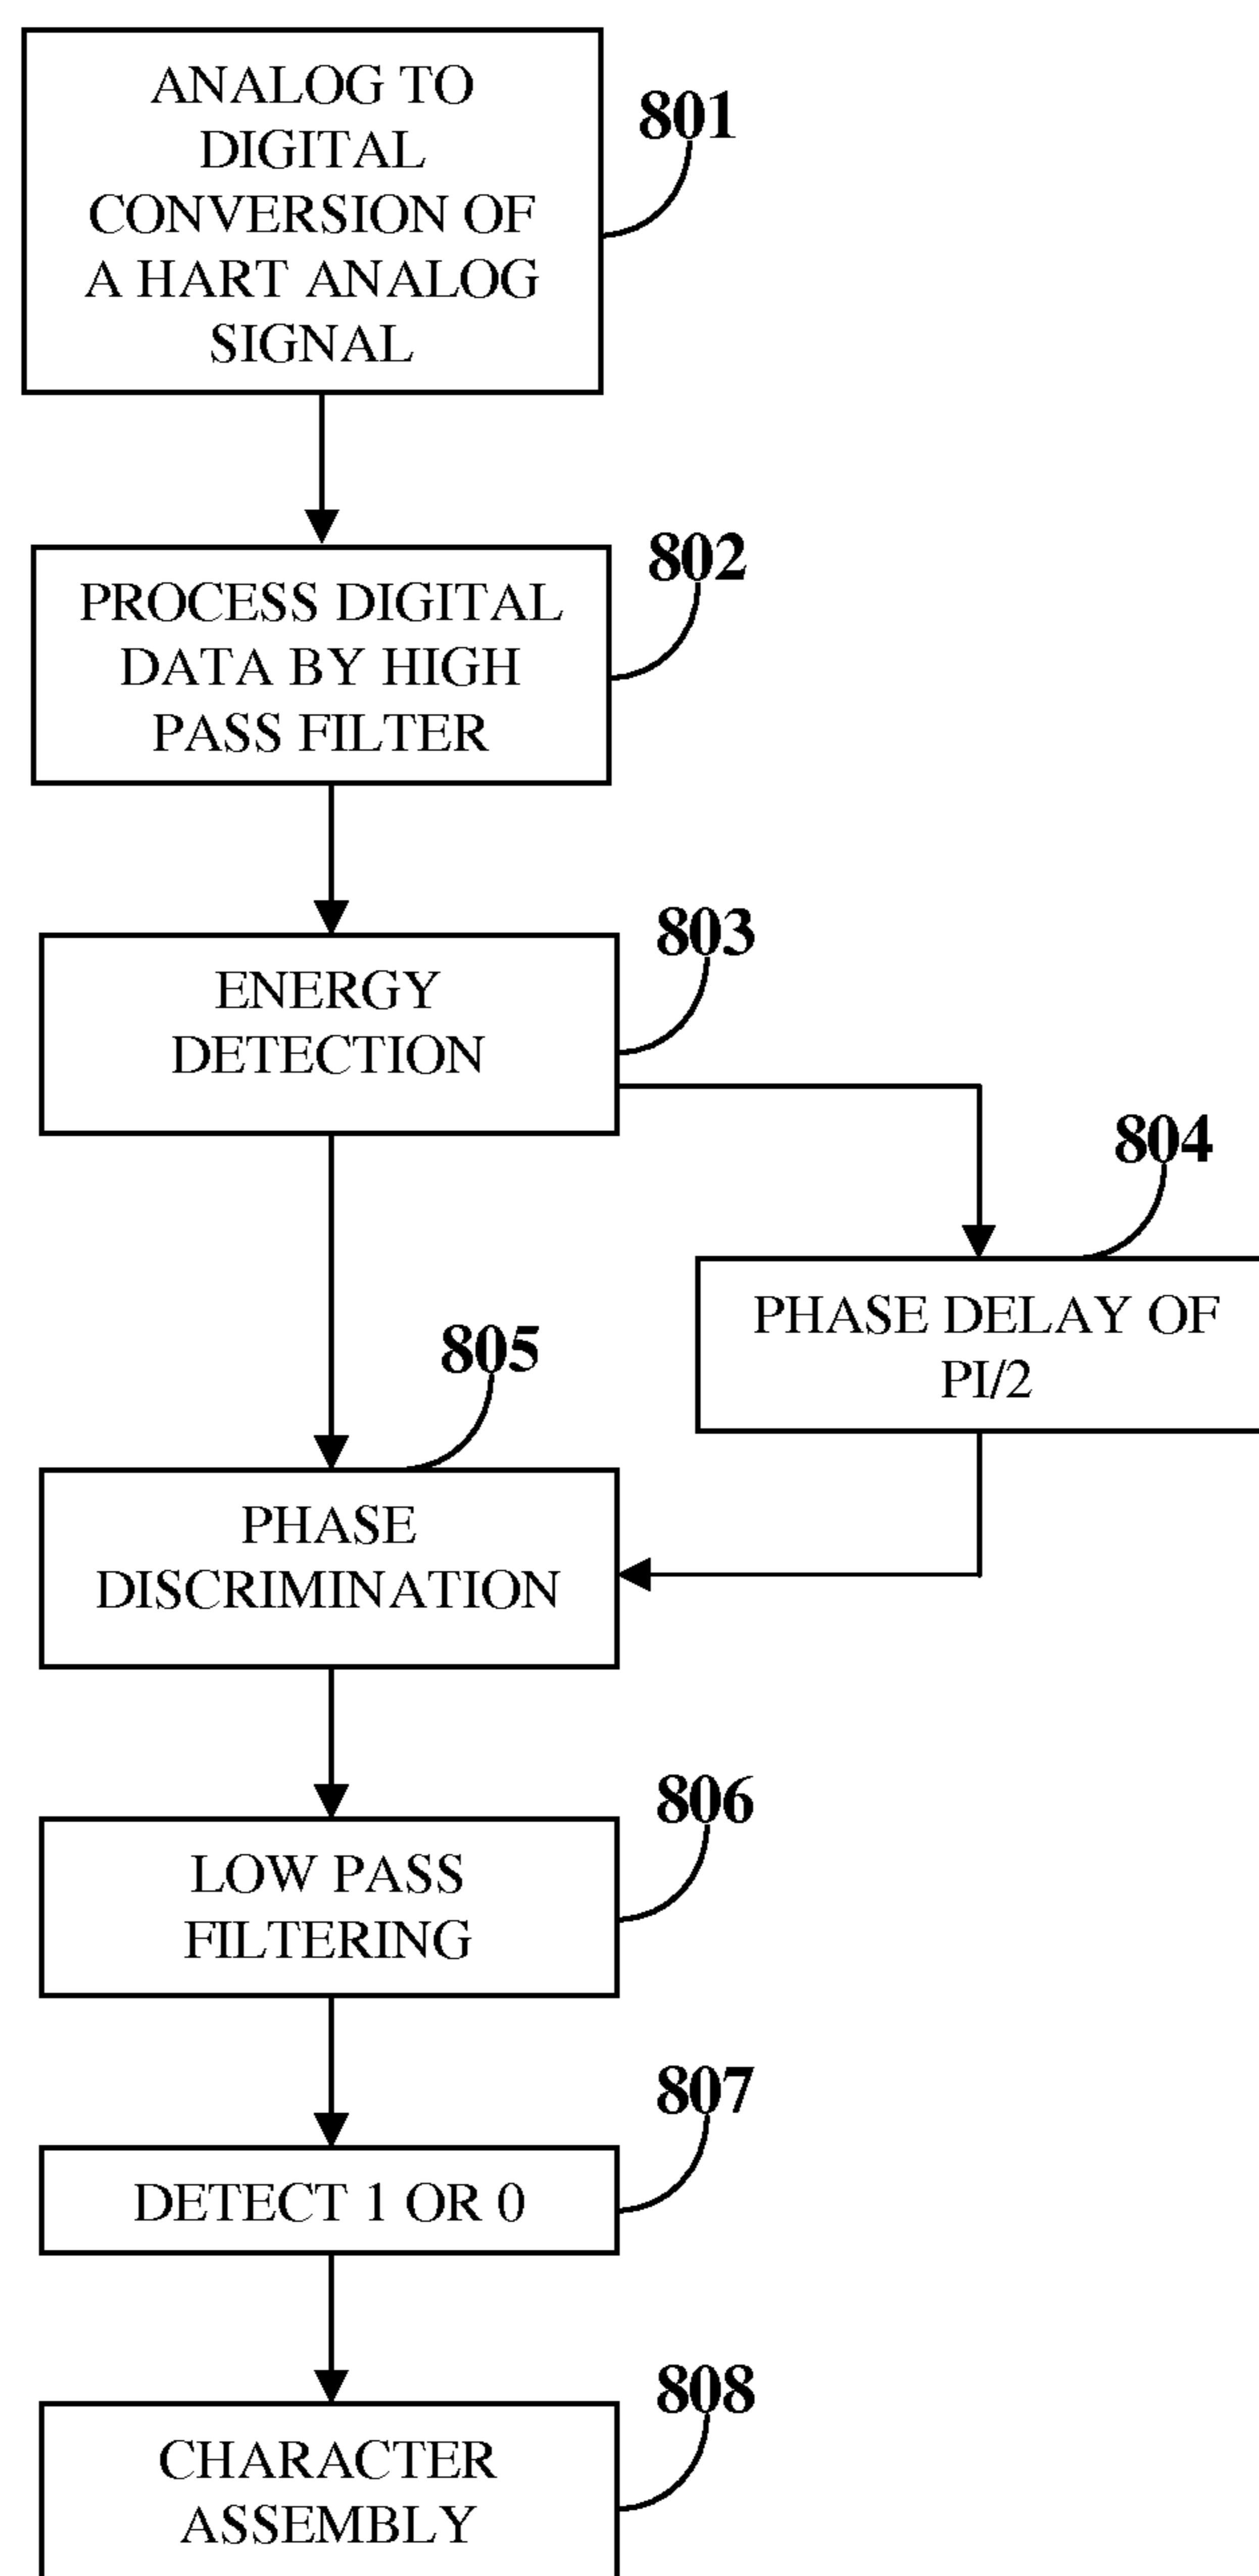 ANALOG TO
DIGITAL
CONVERSION OF
A HART ANALOG
SIGNAL
801
PROCESS DIGITAL
DATA BY HIGH
PASS FILTER
802
ENERGY
DETECTION
803
804
PHASE DELAY OF
PI/2
805
PHASE
DISCRIMINATION
806
LOW PASS
FILTERING
807
DETECT 1 OR 0
808
CHARACTER
ASSEMBLY